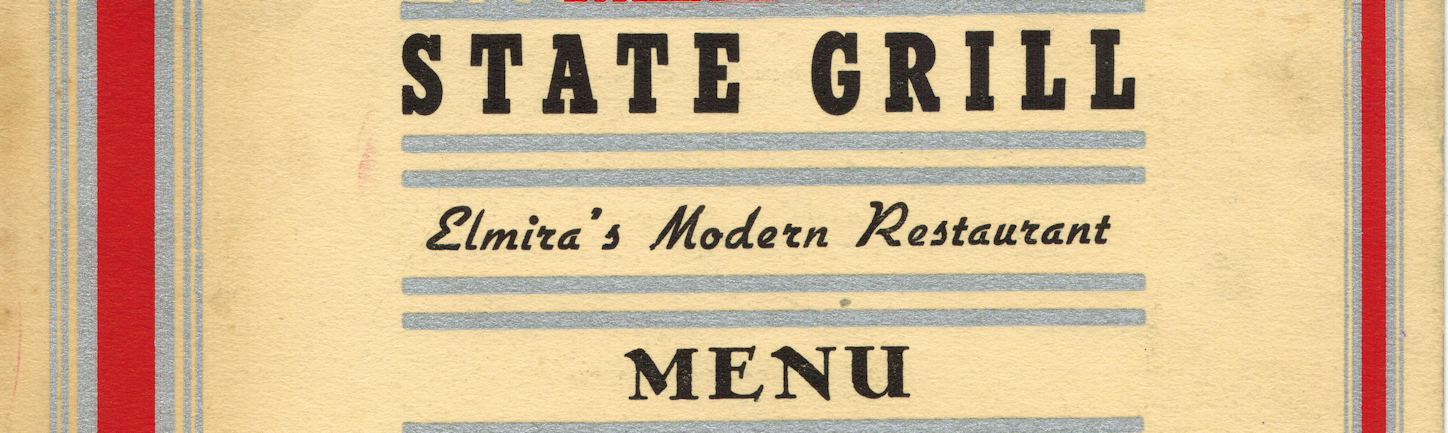 STATE GRILL
Elmira's Modern Restaurant
MENU